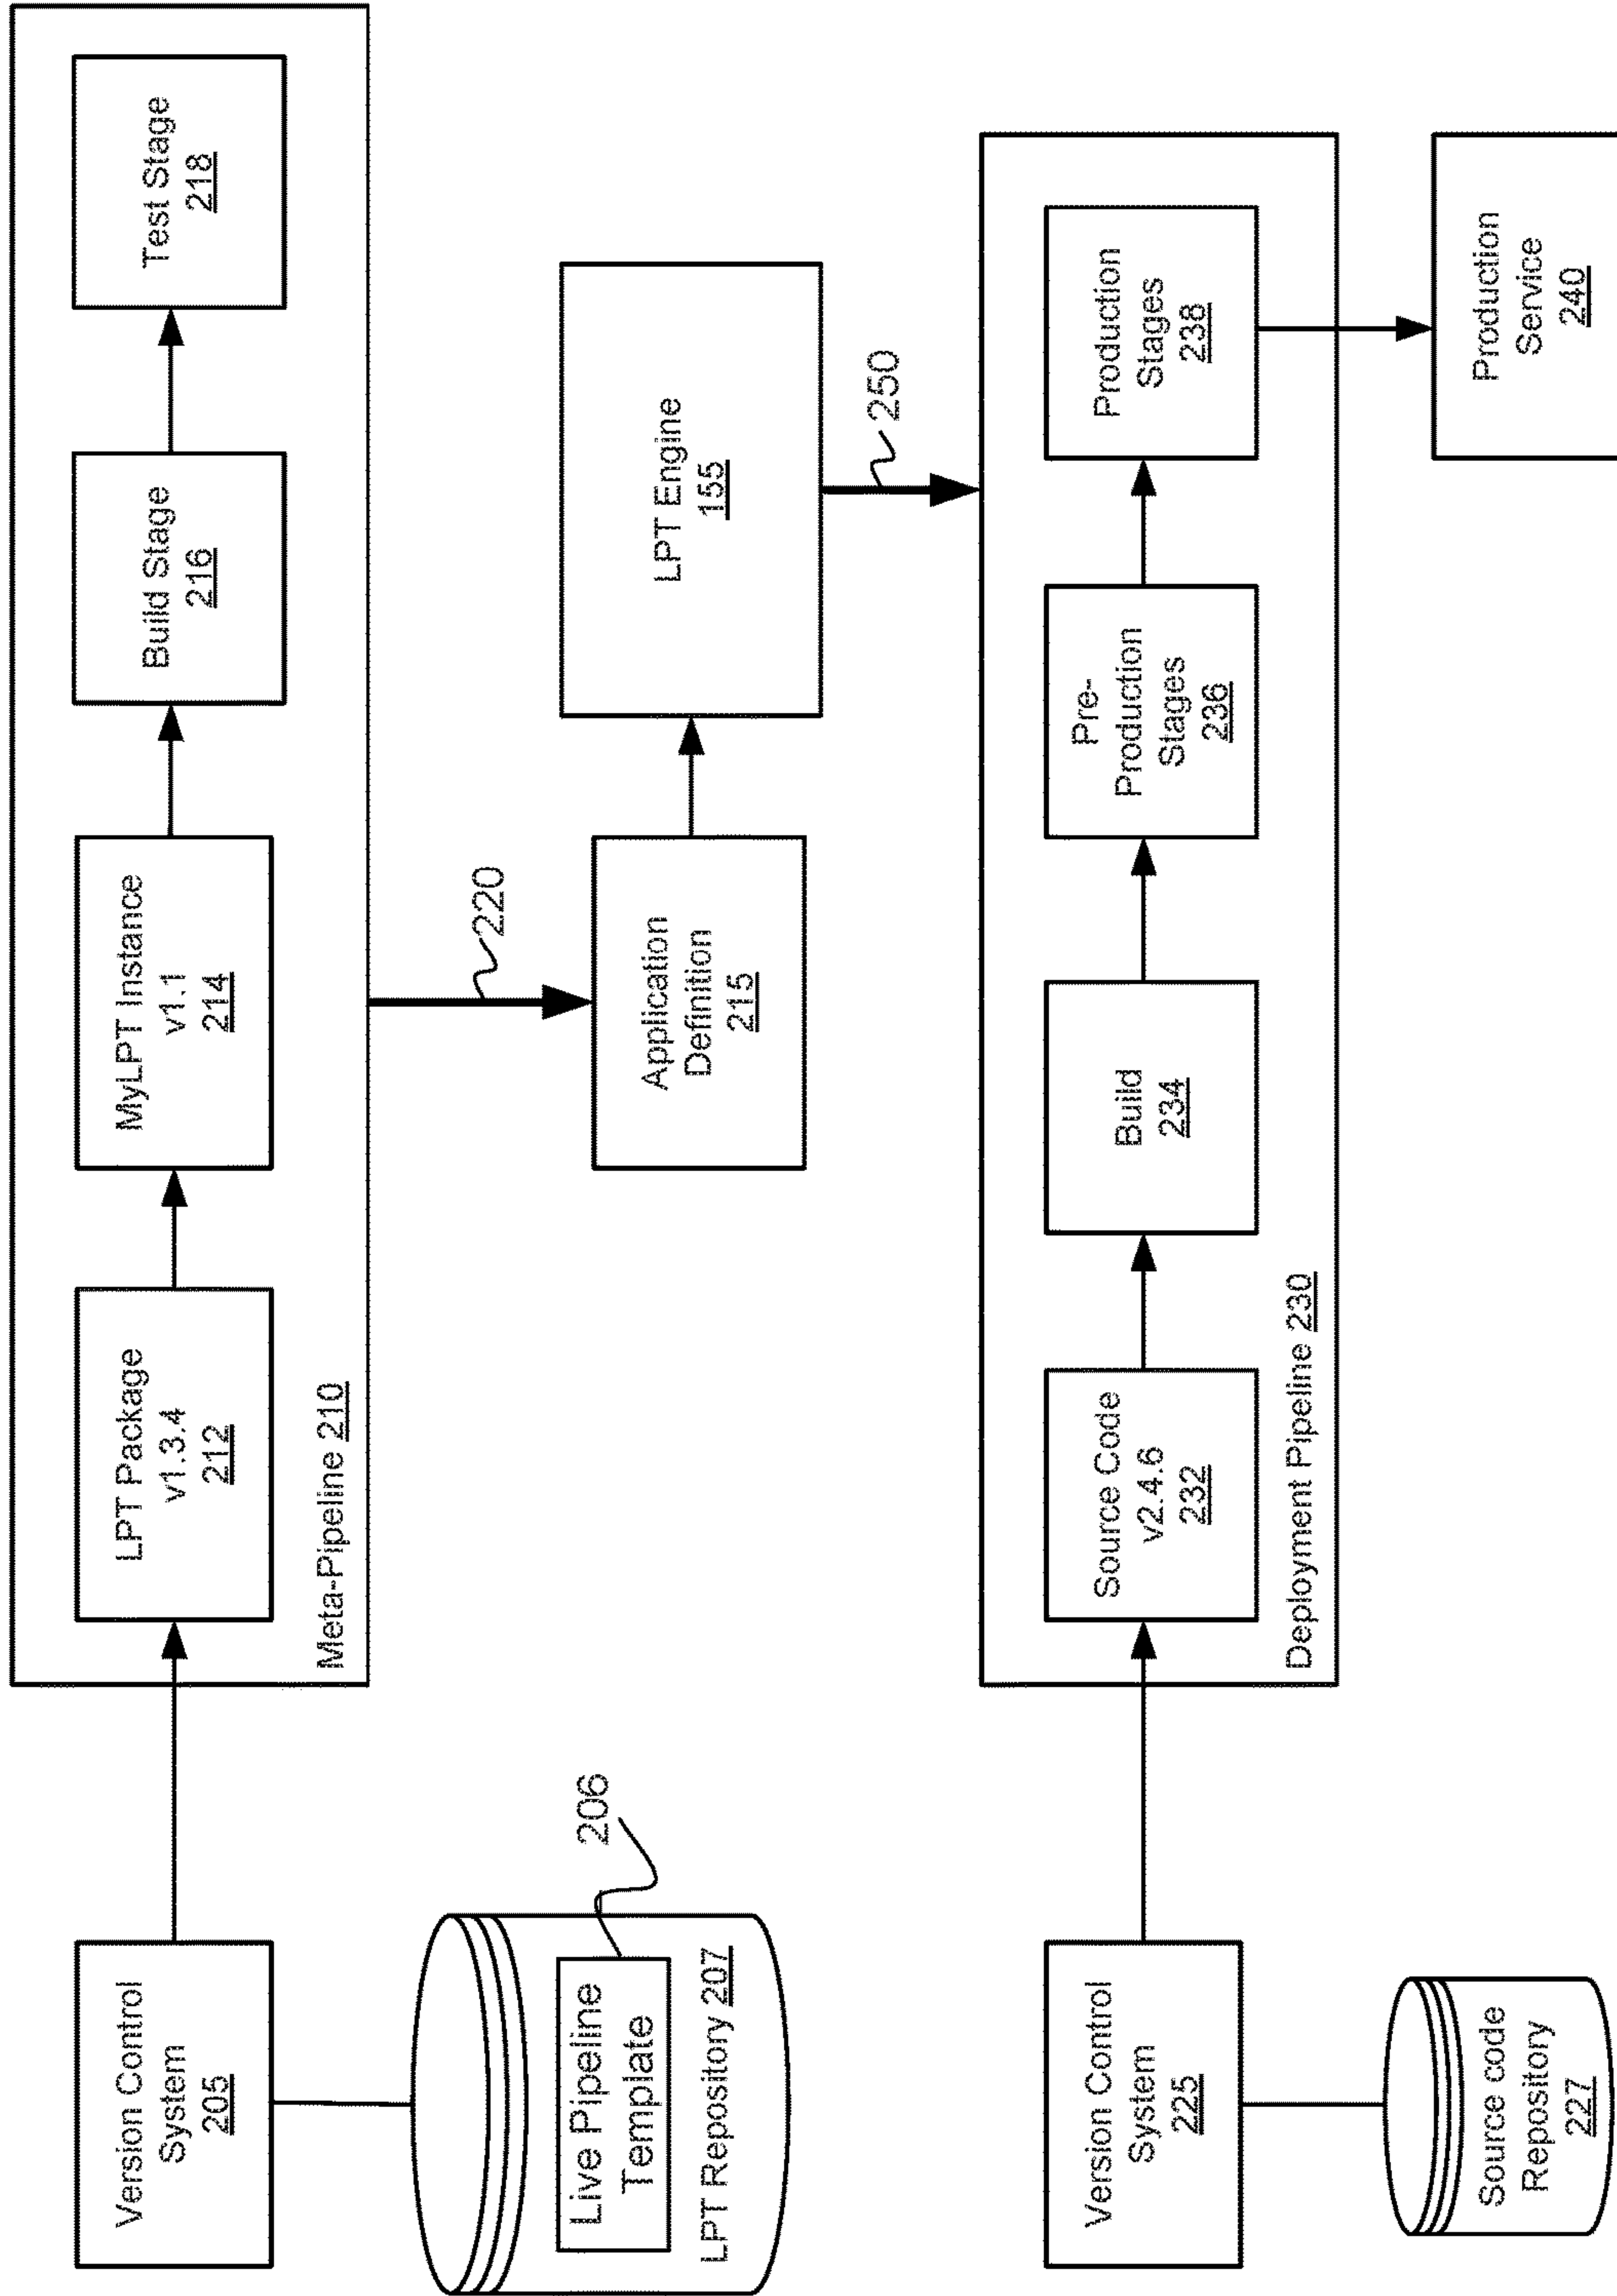 Version Control
System
205
LPT Package
v1.3.4
212
MyLPT Instance
v1.1
214
Build Stage
216
Test Stage
218
Meta-Pipeline 210
Live Pipeline
Template
206
LPT Repository 207
220
Application
Definition
215
LPT Engine
155
250
Version Control
System
225
Source code
Repository
227
Source Code
v2.4.6
232
Build
234
Pre-
Production
Stages
236
Production
Stages
238
Deployment Pipeline 230
Production
Service
240